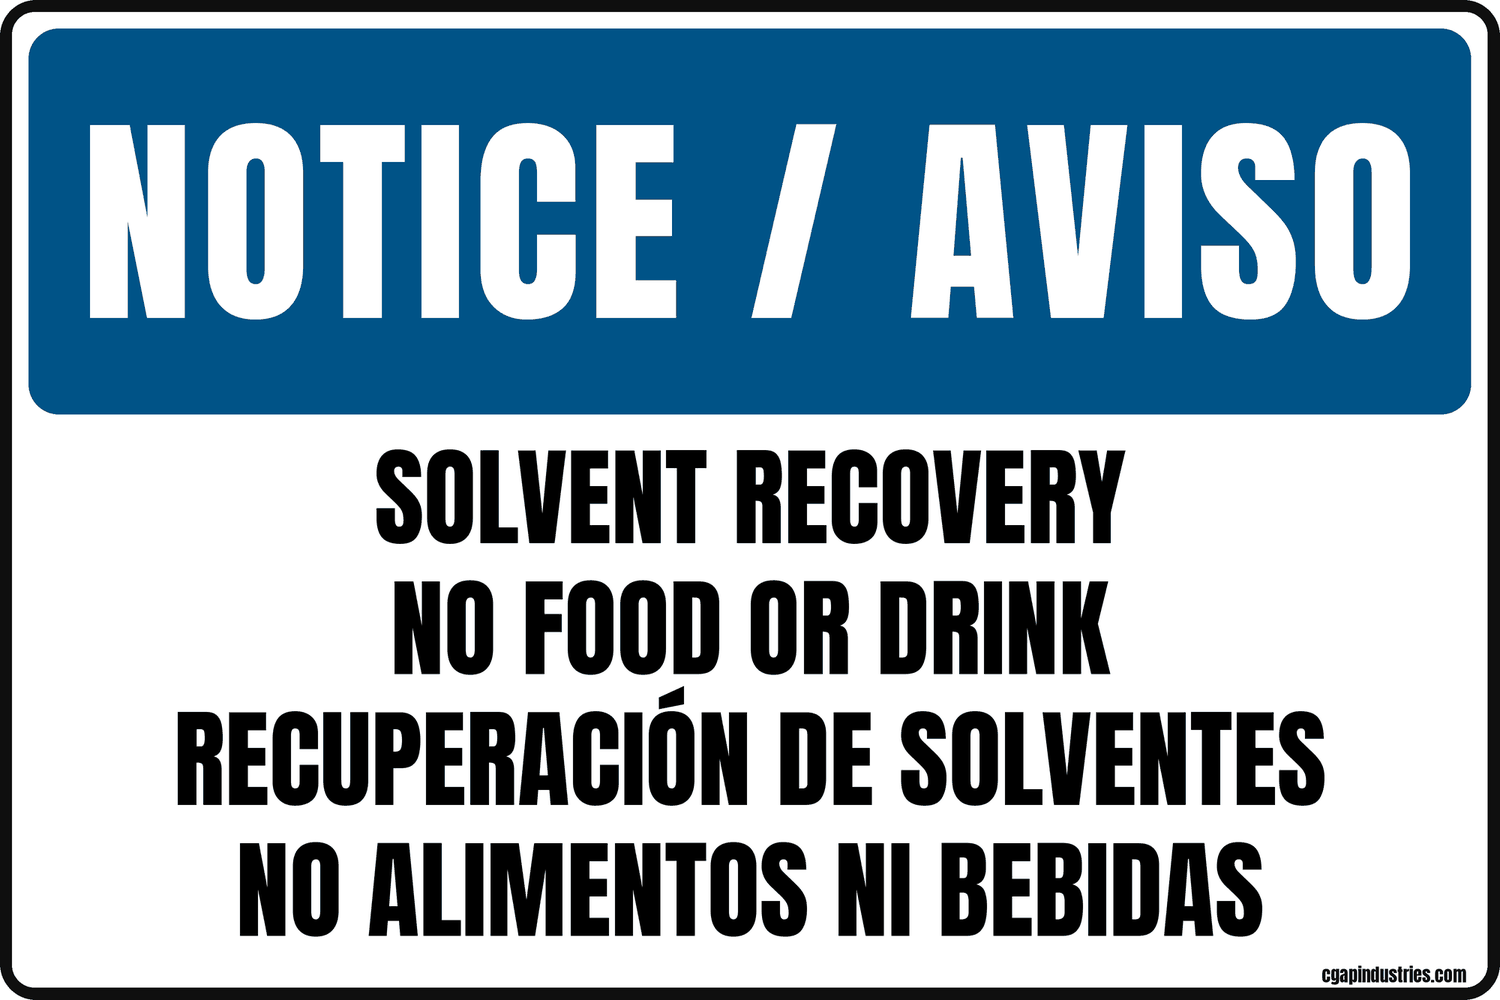 NOTICE / AVISO
SOLVENT RECOVERY
NO FOOD OR DRINK
RECUPERACIÓN DE SOLVENTES
NO ALIMENTOS NI BEBIDAS
cgapindustries.com